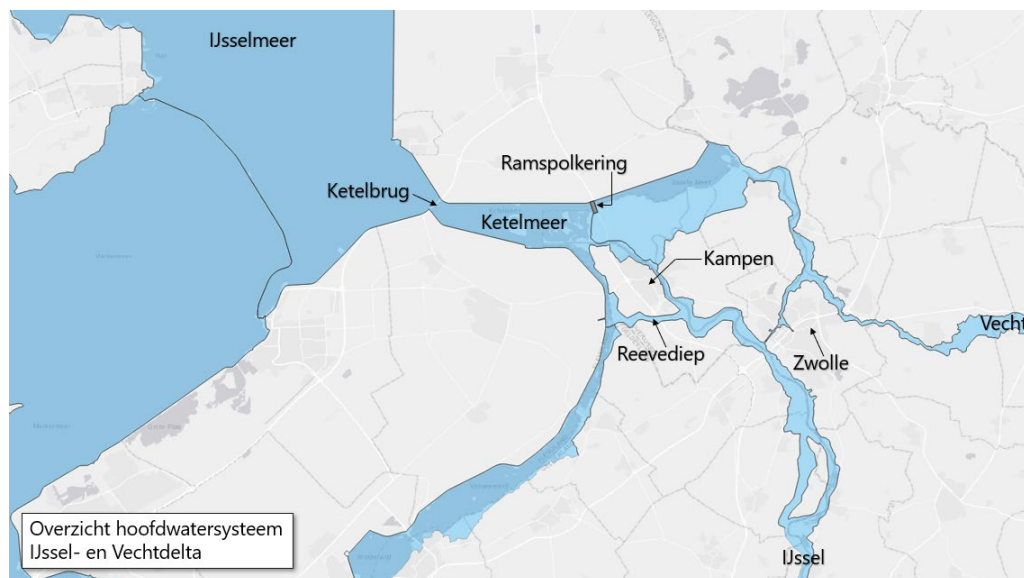 IJsselmeer
Ramspolkering
Ketelbrug
Ketelmeer
Kampen
Vecht
Reevediep
Zwolle
Overzicht hoofdwatersysteem
IJssel- en Vechtdelta
IJssel